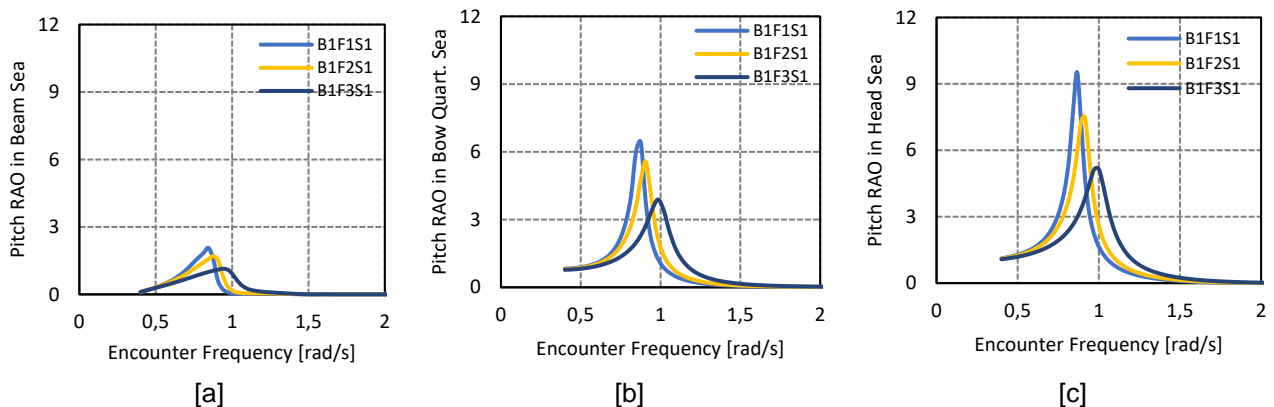 Pitch RAO in Beam Sea
12
9
6
3
0
B1F1S1
B1F2S1
B1F3S1
0 0,5 1 1,5 2
Encounter Frequency [rad/s]
[a]
Pitch RAO in Bow Quart. Sea
12
9
6
3
0
B1F1S1
B1F2S1
B1F3S1
0 0,5 1 1,5 2
Encounter Frequency [rad/s]
[b]
Pitch RAO in Head Sea
12
9
6
3
0
B1F1S1
B1F2S1
B1F3S1
0 0,5 1 1,5 2
Encounter Frequency [rad/s]
[c]